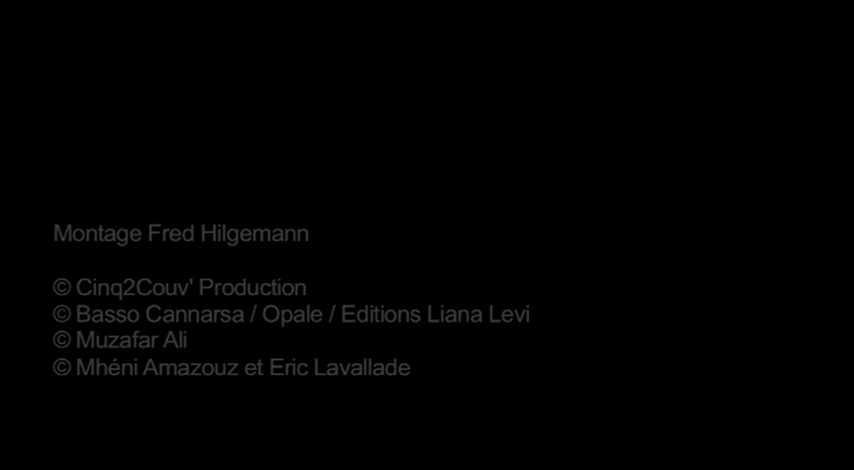 Montage Fred Hilgemann
© Cinq2Couv' Production
© Basso Cannarsa / Opale / Editions Liana Levi
© Muzafar Ali
© Mhéni Amazouz et Eric Lavallade